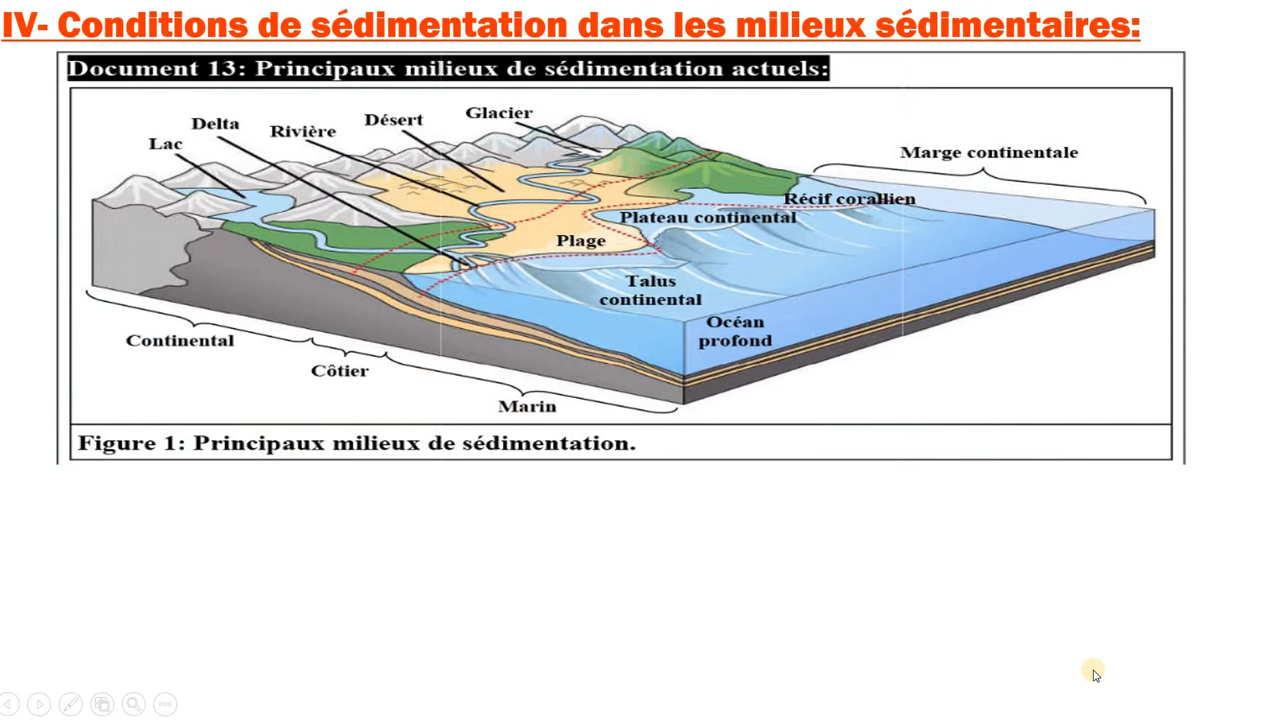 IV- Conditions de sédimentation dans les milieux sédimentaires:
Document 13: Principaux milieux de sédimentation actuels:
Glacier
Désert
Delta
Rivière
Lac
Marge continentale
Récif corallien
Plateau continental
Plage
Talus
continental
Océan
profond
Continental
Côtier
Marin
Figure 1: Principaux milieux de sédimentation.